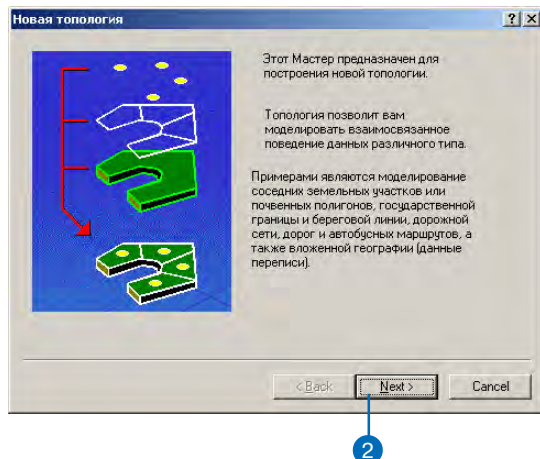 Новая топология
Этот Мастер предназначен для
построения новой топологии.
Топология позволит вам
моделировать взаимосвязанное
поведение данных различного типа.
Примерами являются моделирование
соседних земельных участков или
почвенных полигонов, государственной
границы и береговой линии, дорожной
сети, дорог и автобусных маршрутов, а
также вложенной географии (данные
переписи).
< Back Next > Cancel
2